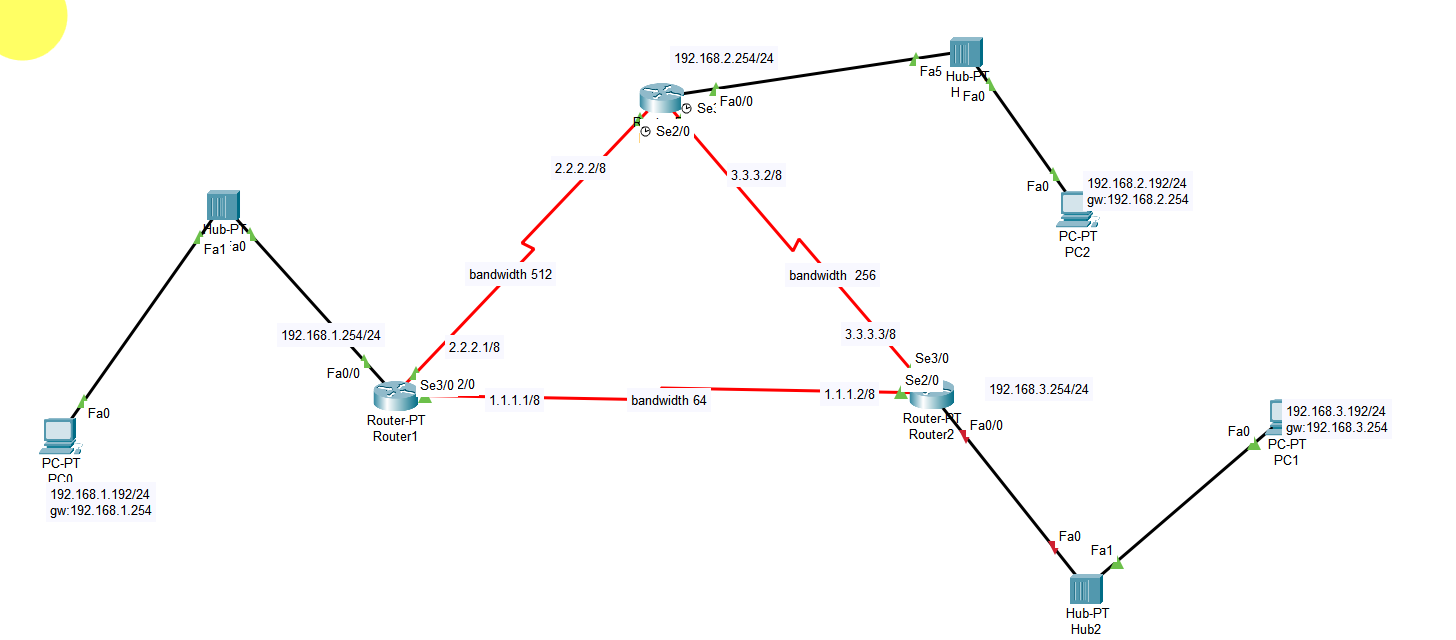 192.168.2.254/24
Fa5
Hub-PT
H
Fa0
Fa0/0
Se2/0
2.2.2.2/8
3.3.3.2/8
Fa0
192.168.2.192/24
gw:192.168.2.254
PC-PT
PC2
Hub-PT
Fa1
bandwidth 512
bandwidth 256
192.168.1.254/24
Fa0/0
2.2.2.1/8
3.3.3.3/8
Se3/0
Se2/0
Se3/0
2/0
1.1.1.1/8
bandwidth 64
1.1.1.2/8
192.168.3.254/24
Router-PT
Router1
Router-PT
Router2
Fa0/0
Fa0
PC-PT
PC0
192.168.1.192/24
gw:192.168.1.254
192.168.3.192/24
gw:192.168.3.254
Fa0
PC-PT
PC1
Fa0
Fa1
Hub-PT
Hub2